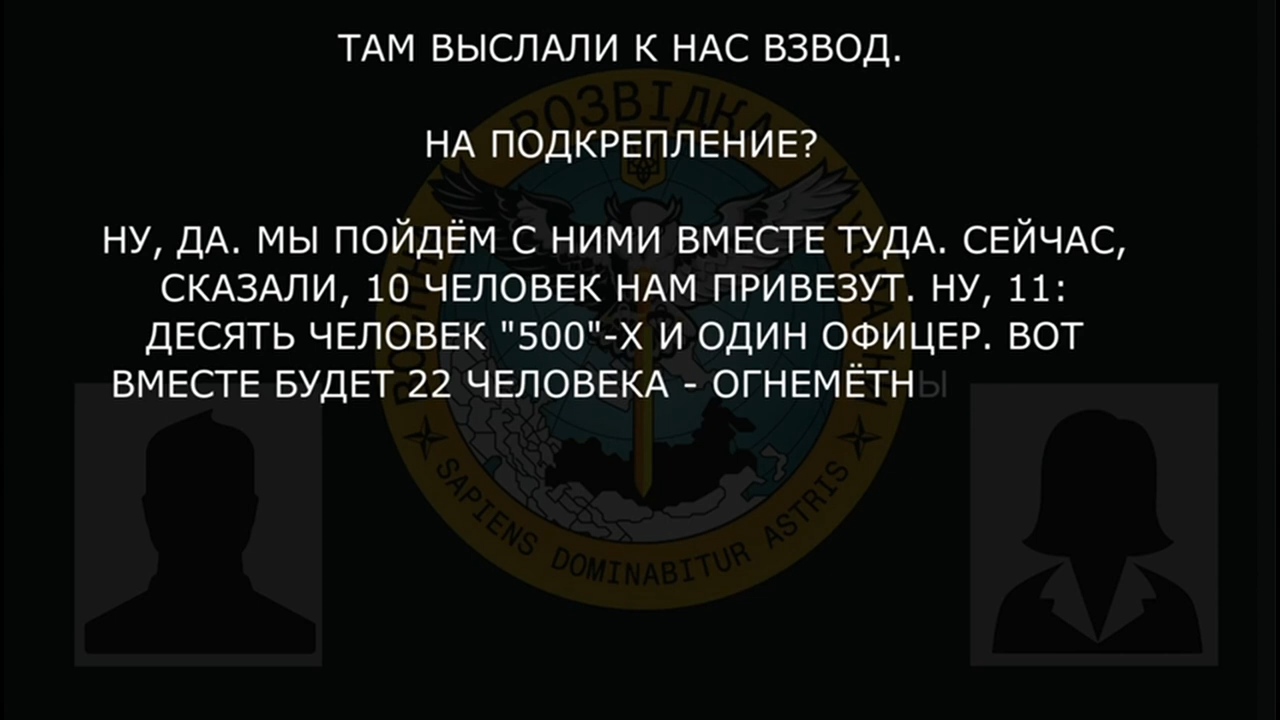 ТАМ ВЫСЛАЛИ К НАС ВЗВОД.
НА ПОДКРЕПЛЕНИЕ?
НУ, ДА. МЫ ПОЙДЁМ С НИМИ ВМЕСТЕ ТУДА. СЕЙЧАС,
СКАЗАЛИ, 10 ЧЕЛОВЕК НАМ ПРИВЕЗУТ. НУ, 11:
ДЕСЯТЬ ЧЕЛОВЕК "500"-Х И ОДИН ОФИЦЕР. ВОТ
ВМЕСТЕ БУДЕТ 22 ЧЕЛОВЕКА - ОГНЕМЁТНЫ
РОЗВІДКА
SAPIENS DOMINABITUR ASTRIS